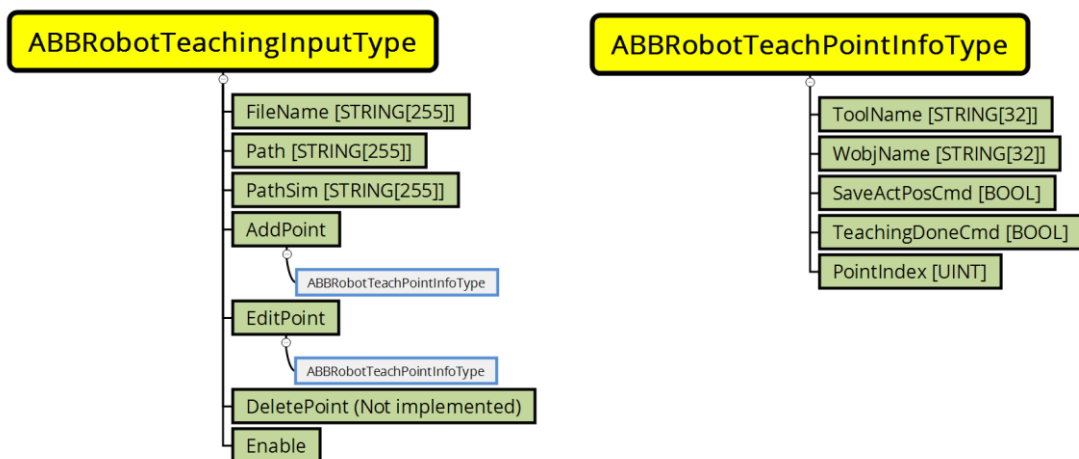 ABBRobotTeachingInputType
FileName [STRING[255]]
Path [STRING[255]]
PathSim [STRING[255]]
AddPoint
ABBRobotTeachPointInfoType
EditPoint
ABBRobotTeachPointInfoType
DeletePoint (Not implemented)
Enable
ABBRobotTeachPointInfoType
ToolName [STRING[32]]
WobjName [STRING[32]]
SaveActPosCmd [BOOL]
TeachingDoneCmd [BOOL]
PointIndex [UINT]